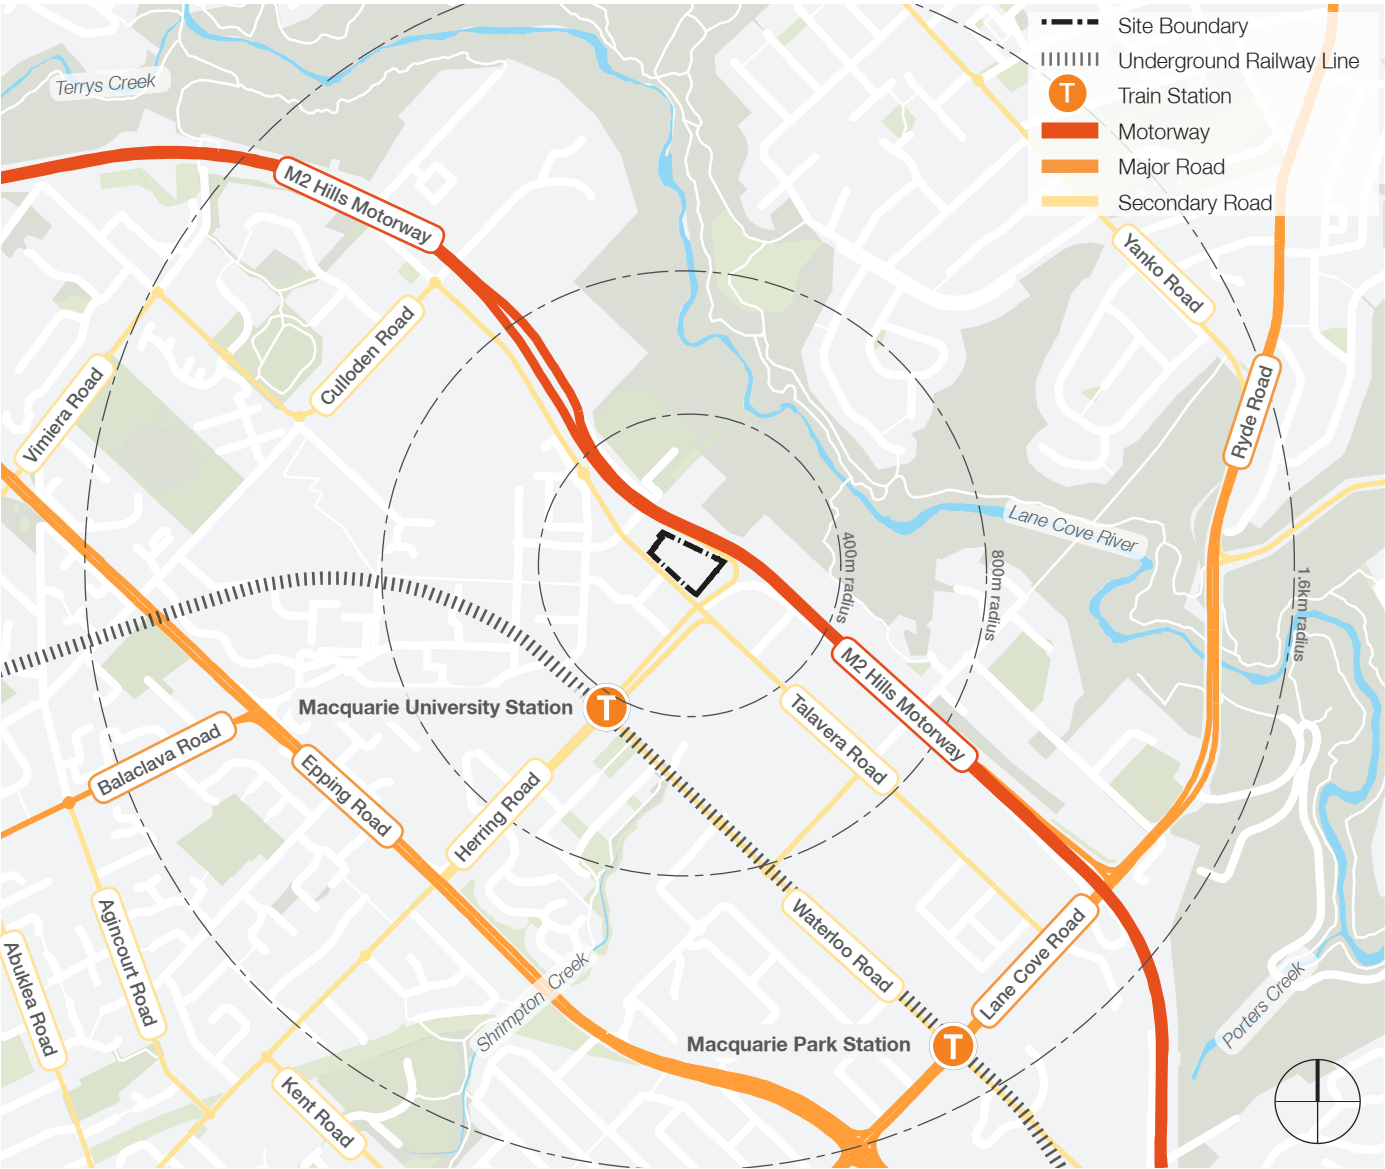 Site Boundary
Underground Railway Line
T
Train Station
Motorway
Major Road
Secondary Road
Terrys Creek
M2 Hills Motorway
Yanko Road
Culloden Road
Vimiera Road
Ryde Road
Lane Cove River
400m radius
800m radius
1.6km radius
Macquarie University Station
T
M2 Hills Motorway
Talavera Road
Balaclava Road
Epping Road
Herring Road
Agincourt Road
Abuklea Road
Waterloo Road
Lane Cove Road
Shrimpton Creek
Porters Creek
Macquarie Park Station
T
Kent Road